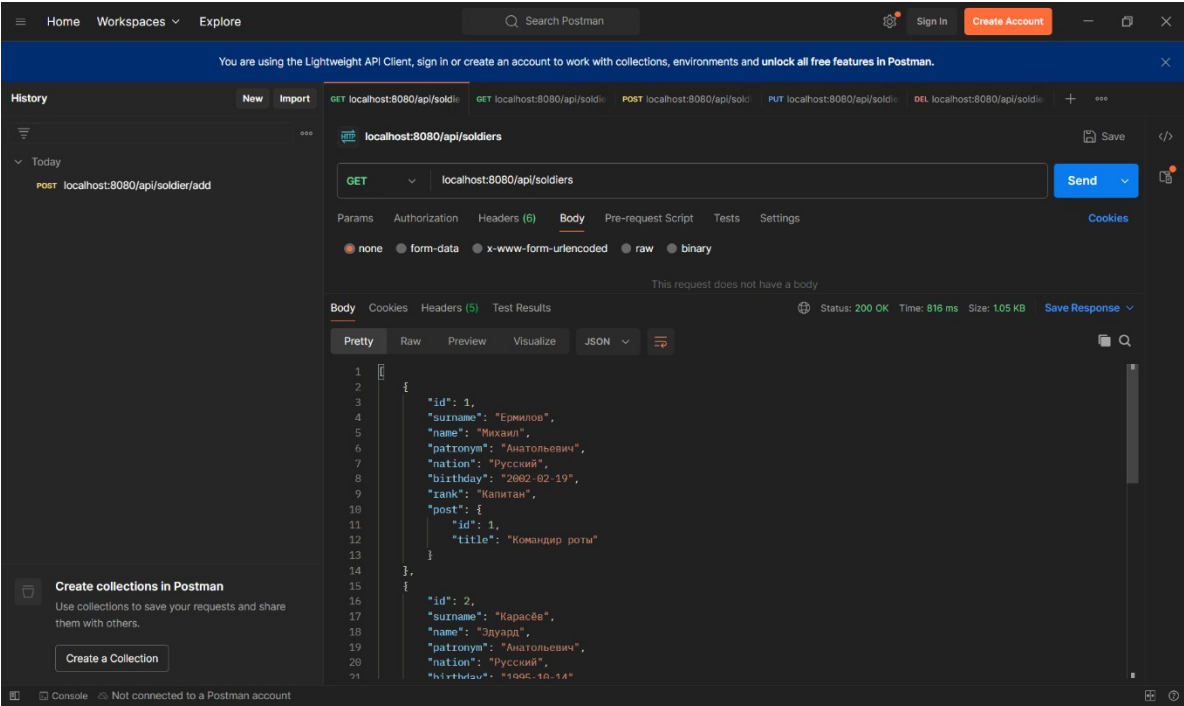 Home Workspaces Explore Search Postman Sign In Create Account
You are using the Lightweight API Client, sign in or create an account to work with collections, environments and unlock all free features in Postman.
History New Import
GET localhost:8080/api/soldie GET localhost:8080/api/soldie POST localhost:8080/api/sold PUT localhost:8080/api/soldie DEL localhost:8080/api/soldie
HTTP localhost:8080/api/soldiers Save
Today
POST localhost:8080/api/soldier/add
GET localhost:8080/api/soldiers Send
Params Authorization Headers (6) Body Pre-request Script Tests Settings Cookies
none form-data x-www-form-urlencoded raw binary
This request does not have a body
Body Cookies Headers (5) Test Results Status: 200 OK Time: 816 ms Size: 1.05 KB Save Response
Pretty Raw Preview Visualize JSON
1 [
2 {
3 "id": 1,
4 "surname": "Ермилов",
5 "name": "Михаил",
6 "patronym": "Анатольевич",
7 "nation": "Русский",
8 "birthday": "2002-02-19",
9 "rank": "Капитан",
10 "post": {
11 "id": 1,
12 "title": "Командир роты"
13 }
14 },
15 {
16 "id": 2,
17 "surname": "Карасёв",
18 "name": "Эдуард",
19 "patronym": "Анатольевич",
20 "nation": "Русский",
21 "birthday": "1995-10-14"
Create collections in Postman
Use collections to save your requests and share
them with others.
Create a Collection
Console Not connected to a Postman account